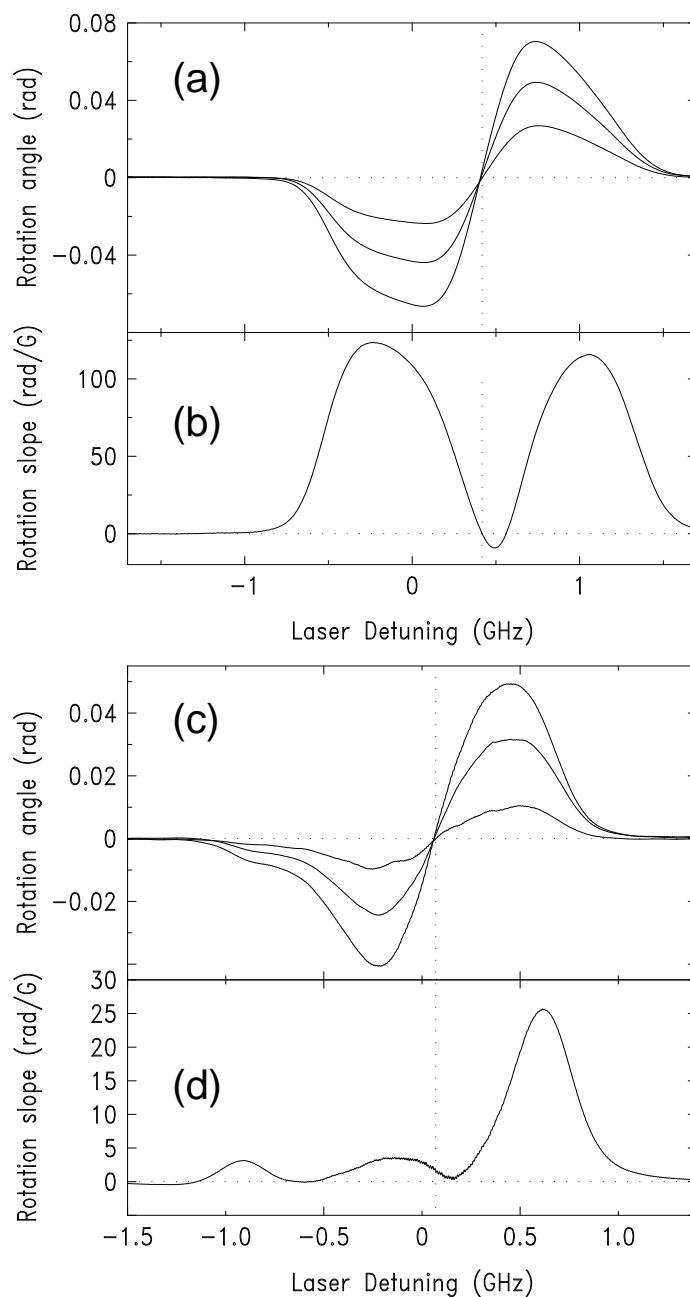 0.08
0.04
0
-0.04
Rotation angle (rad)
(a)
100
50
0
Rotation slope (rad/G)
(b)
-1 0 1
Laser Detuning (GHz)
0.04
0.02
0
-0.02
Rotation angle (rad)
(c)
30
25
20
15
10
5
0
Rotation slope (rad/G)
(d)
-1.5 -1.0 -0.5 0 0.5 1.0
Laser Detuning (GHz)